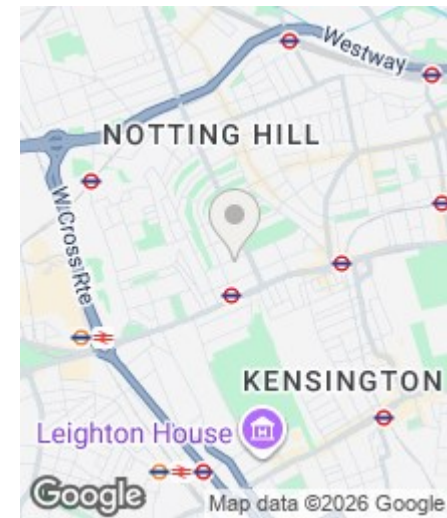 Westway
NOTTING HILL
W Cross Rte
KENSINGTON
Leighton House
Google
Map data ©2026 Google